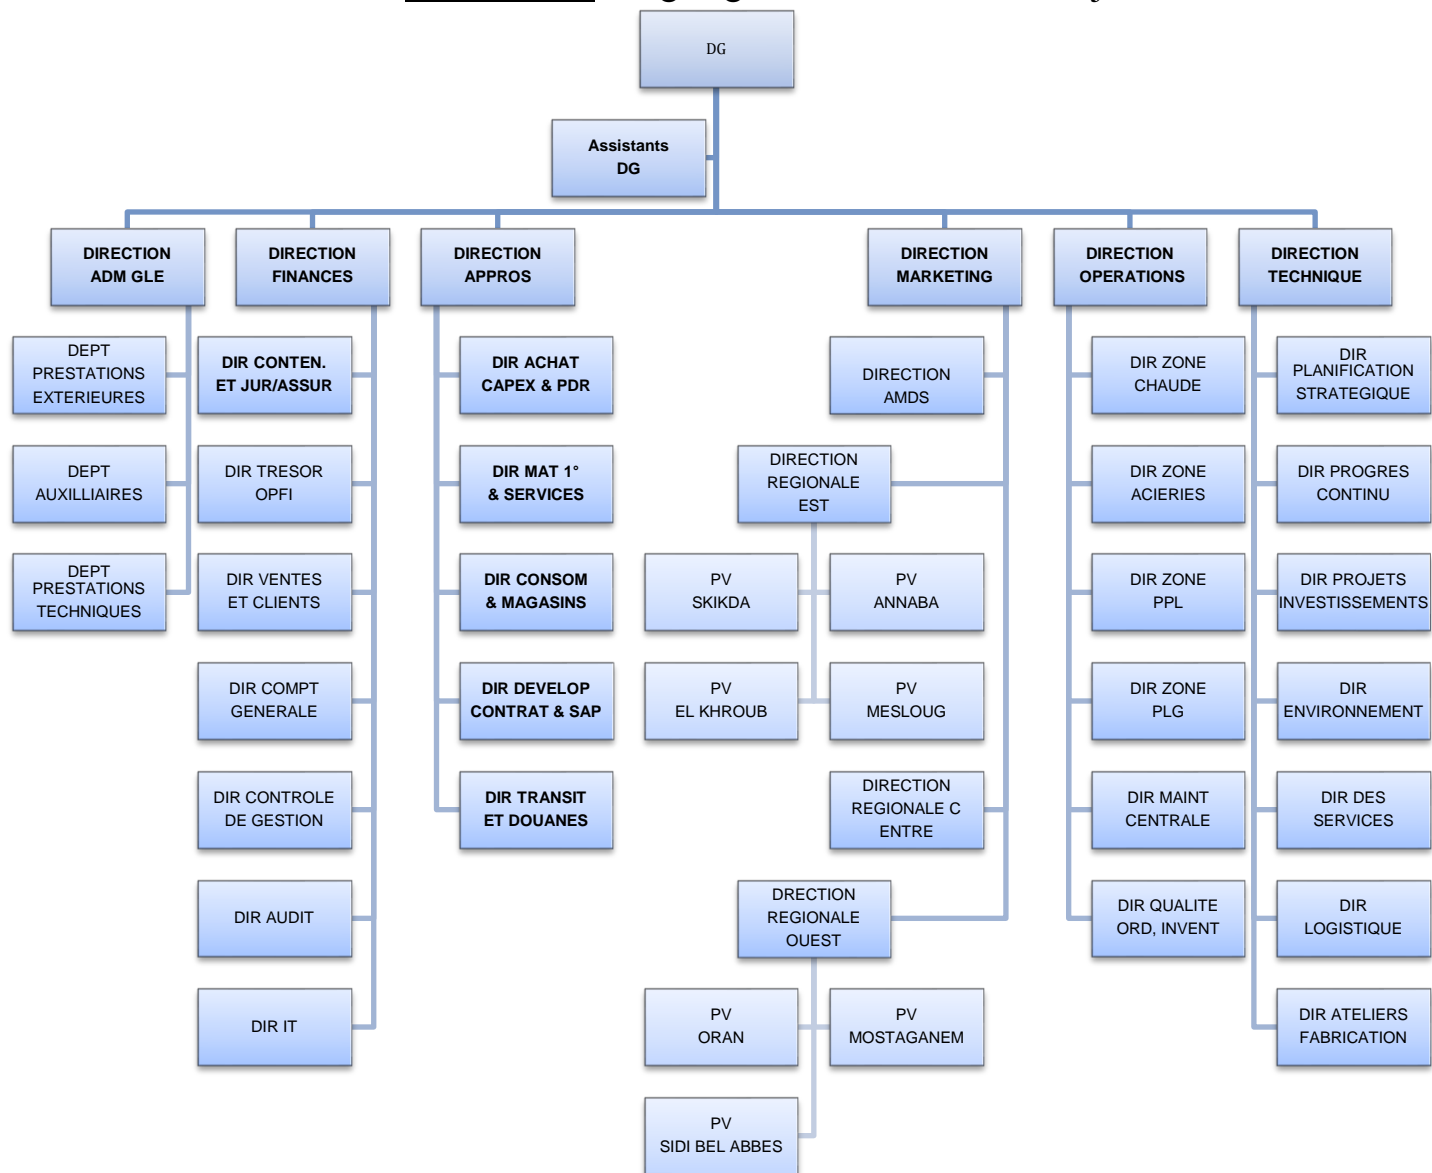 DG
Assistants
DG
DIRECTION
ADM GLE
DIRECTION
FINANCES
DIRECTION
APPROS
DIRECTION
MARKETING
DIRECTION
OPERATIONS
DIRECTION
TECHNIQUE
DEPT
PRESTATIONS
EXTERIEURES
DEPT
AUXILLIAIRES
DEPT
PRESTATIONS
TECHNIQUES
DIR CONTEN.
ET JUR/ASSUR
DIR TRESOR
OPFI
DIR VENTES
ET CLIENTS
DIR COMPT
GENERALE
DIR CONTROLE
DE GESTION
DIR AUDIT
DIR IT
DIR ACHAT
CAPEX & PDR
DIR MAT 1°
& SERVICES
DIR CONSOM
& MAGASINS
DIR DEVELOP
CONTRAT & SAP
DIR TRANSIT
ET DOUANES
DIRECTION
AMDS
DIRECTION
REGIONALE
EST
PV
SKIKDA
PV
ANNABA
PV
EL KHROUB
PV
MESLOUG
DIRECTION
REGIONALE C
ENTRE
DRECTION
REGIONALE
OUEST
PV
ORAN
PV
MOSTAGANEM
PV
SIDI BEL ABBES
DIR ZONE
CHAUDE
DIR ZONE
ACIERIES
DIR ZONE
PPL
DIR ZONE
PLG
DIR MAINT
CENTRALE
DIR QUALITE
ORD, INVENT
DIR
PLANIFICATION
STRATEGIQUE
DIR PROGRES
CONTINU
DIR PROJETS
INVESTISSEMENTS
DIR
ENVIRONNEMENT
DIR DES
SERVICES
DIR
LOGISTIQUE
DIR ATELIERS
FABRICATION